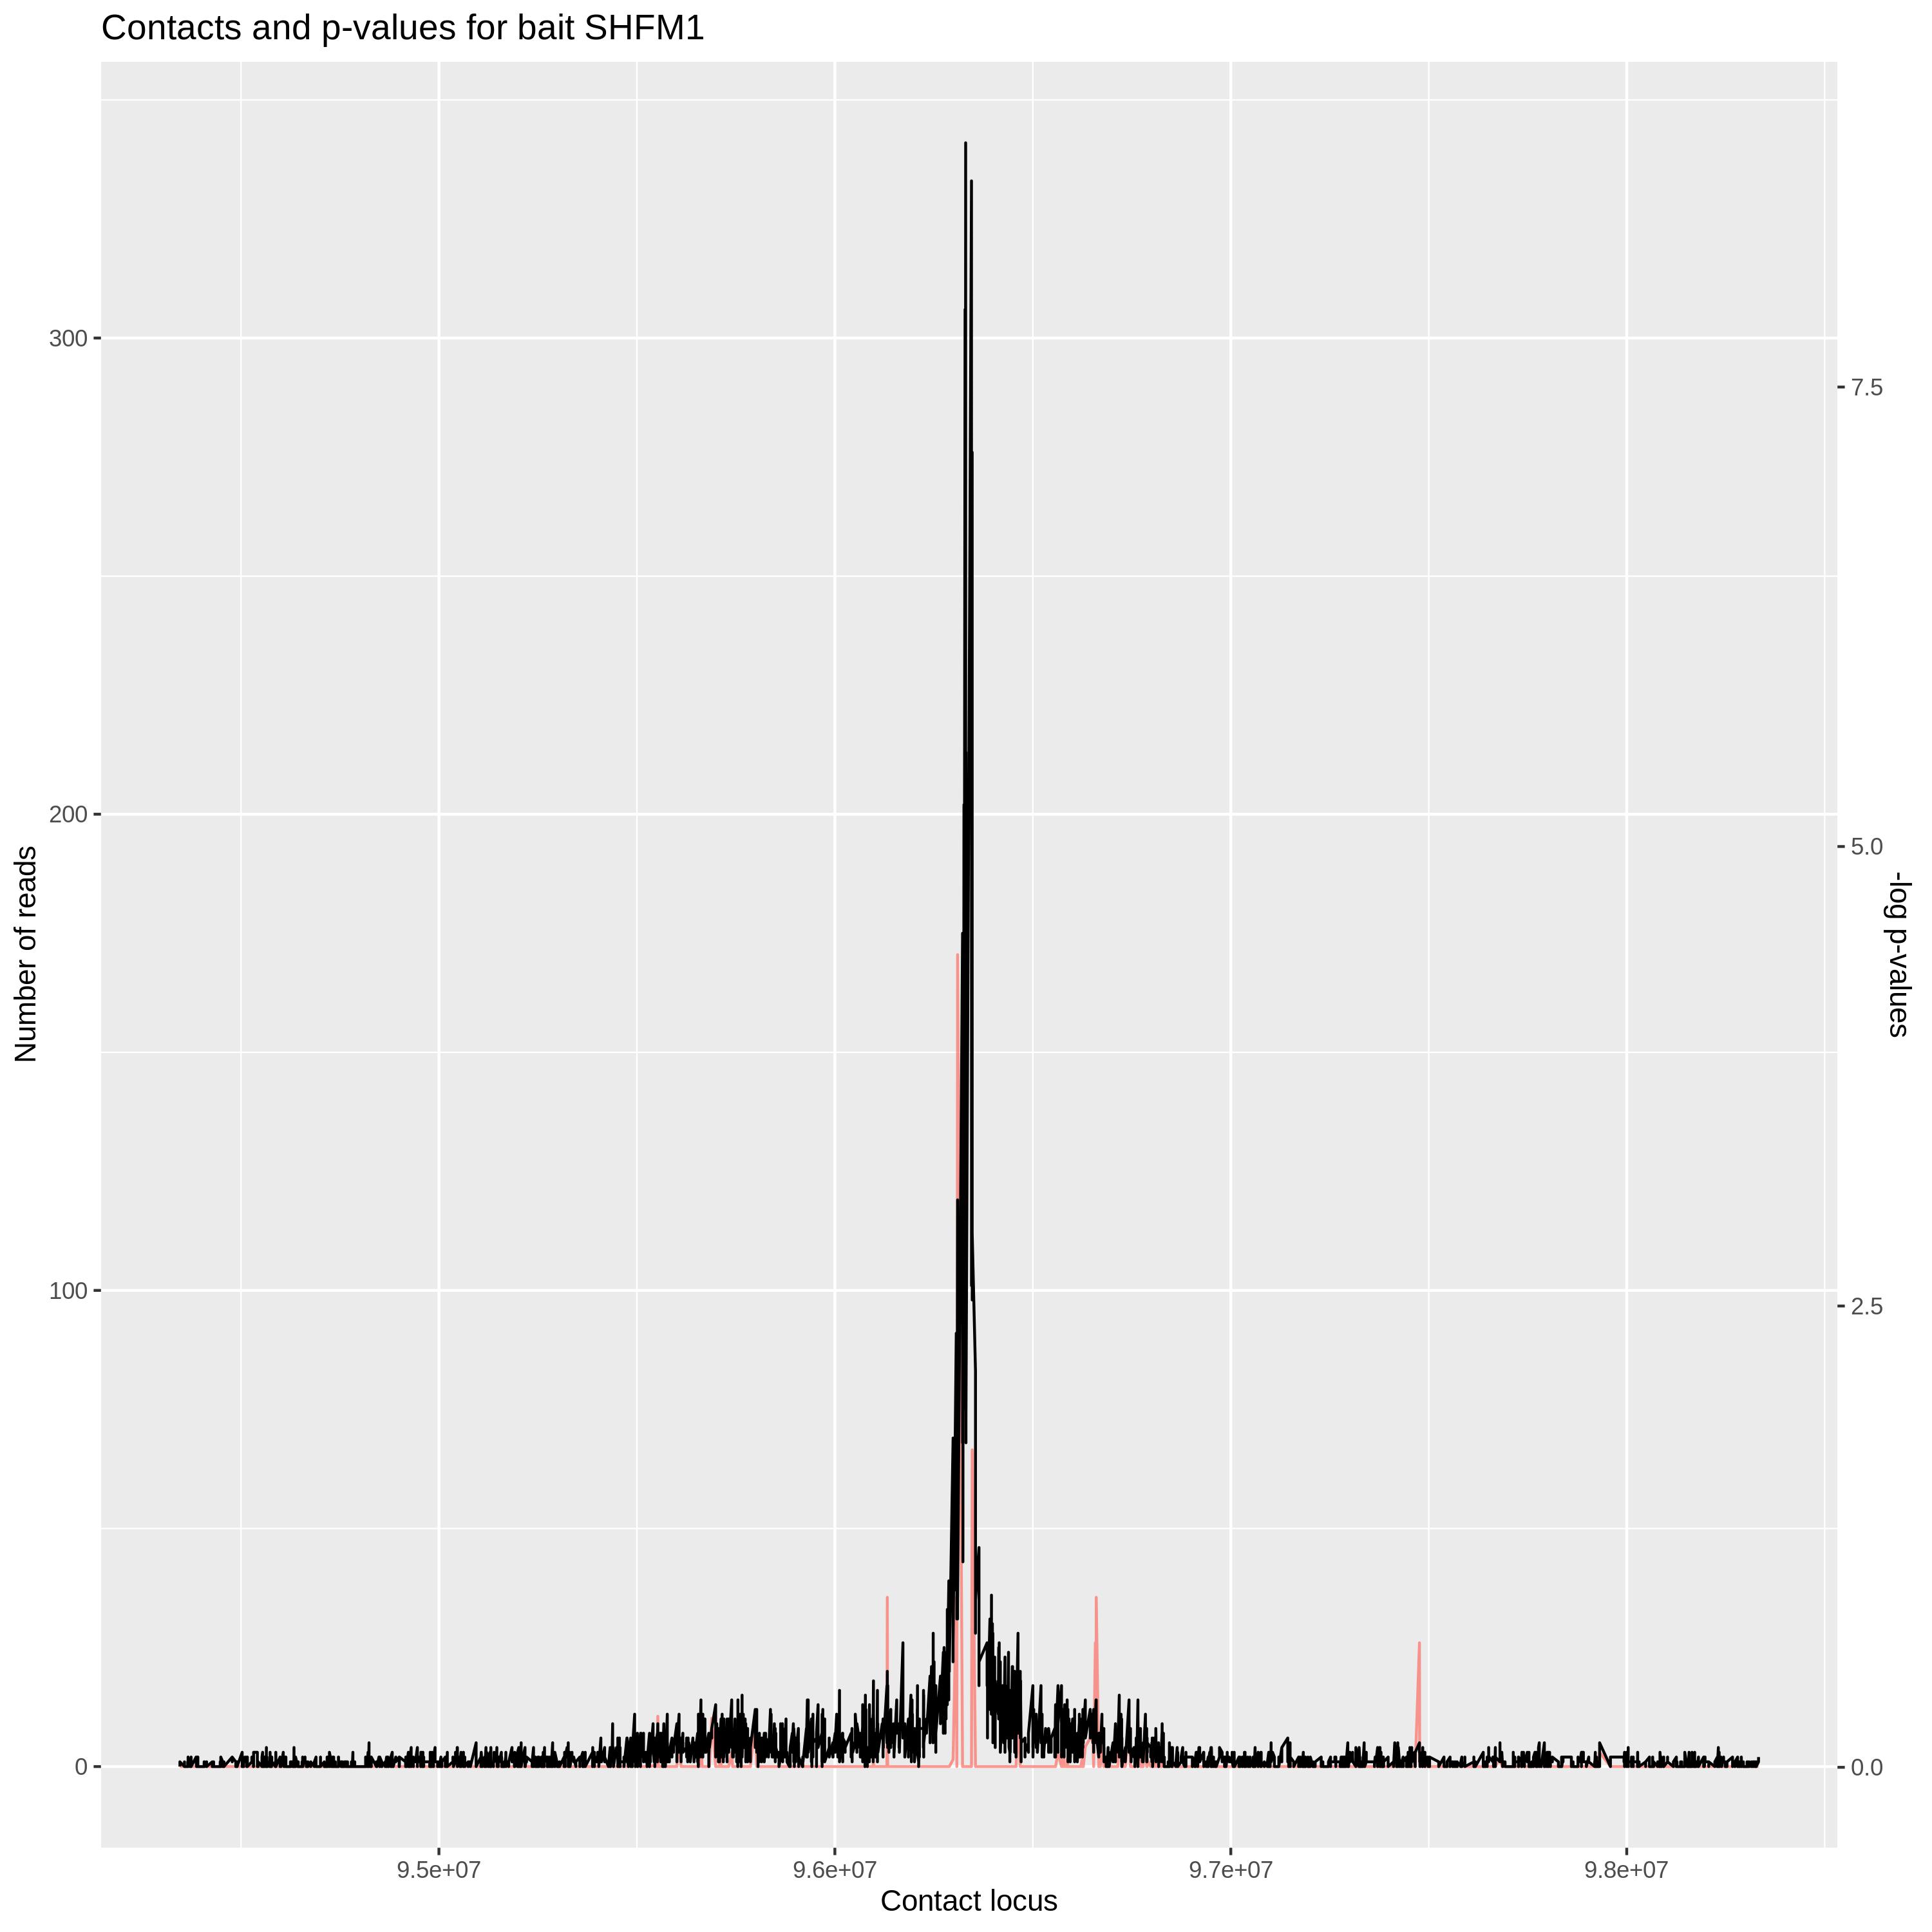 Contacts and p-values for bait SHFM1
300
200
100
0
Number of reads
7.5
5.0
2.5
0.0
-log p-values
9.5e+07 9.6e+07 9.7e+07 9.8e+07
Contact locus